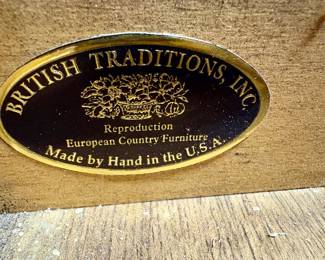 BRITISH TRADITIONS, INC.
Reproduction
European Country Furniture
Made by Hand in the U.S.A.